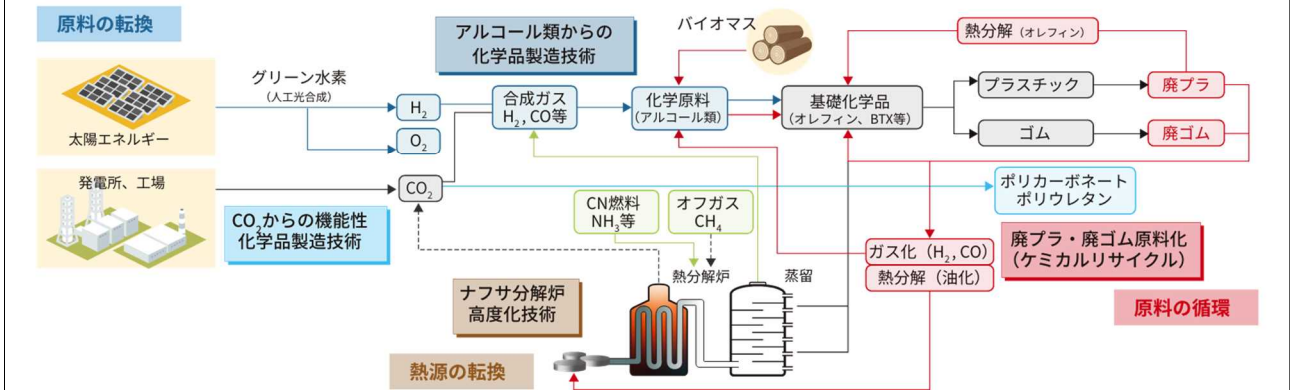 原料の転換
アルコール類からの
化学品製造技術
バイオマス
熱分解（オレフィン）
グリーン水素
（人工光合成）
太陽エネルギー
H₂
O₂
合成ガス
H₂, CO等
化学原料
（アルコール類）
基礎化学品
（オレフィン、BTX等）
プラスチック
廃プラ
ゴム
廃ゴム
発電所、工場
CO₂
ポリカーボネート
ポリウレタン
CO₂からの機能性
化学品製造技術
CN燃料
NH₃等
オフガス
CH₄
熱分解炉
蒸留
ガス化（H₂, CO）
熱分解（油化）
廃プラ・廃ゴム原料化
（ケミカルリサイクル）
ナフサ分解炉
高度化技術
原料の循環
熱源の転換